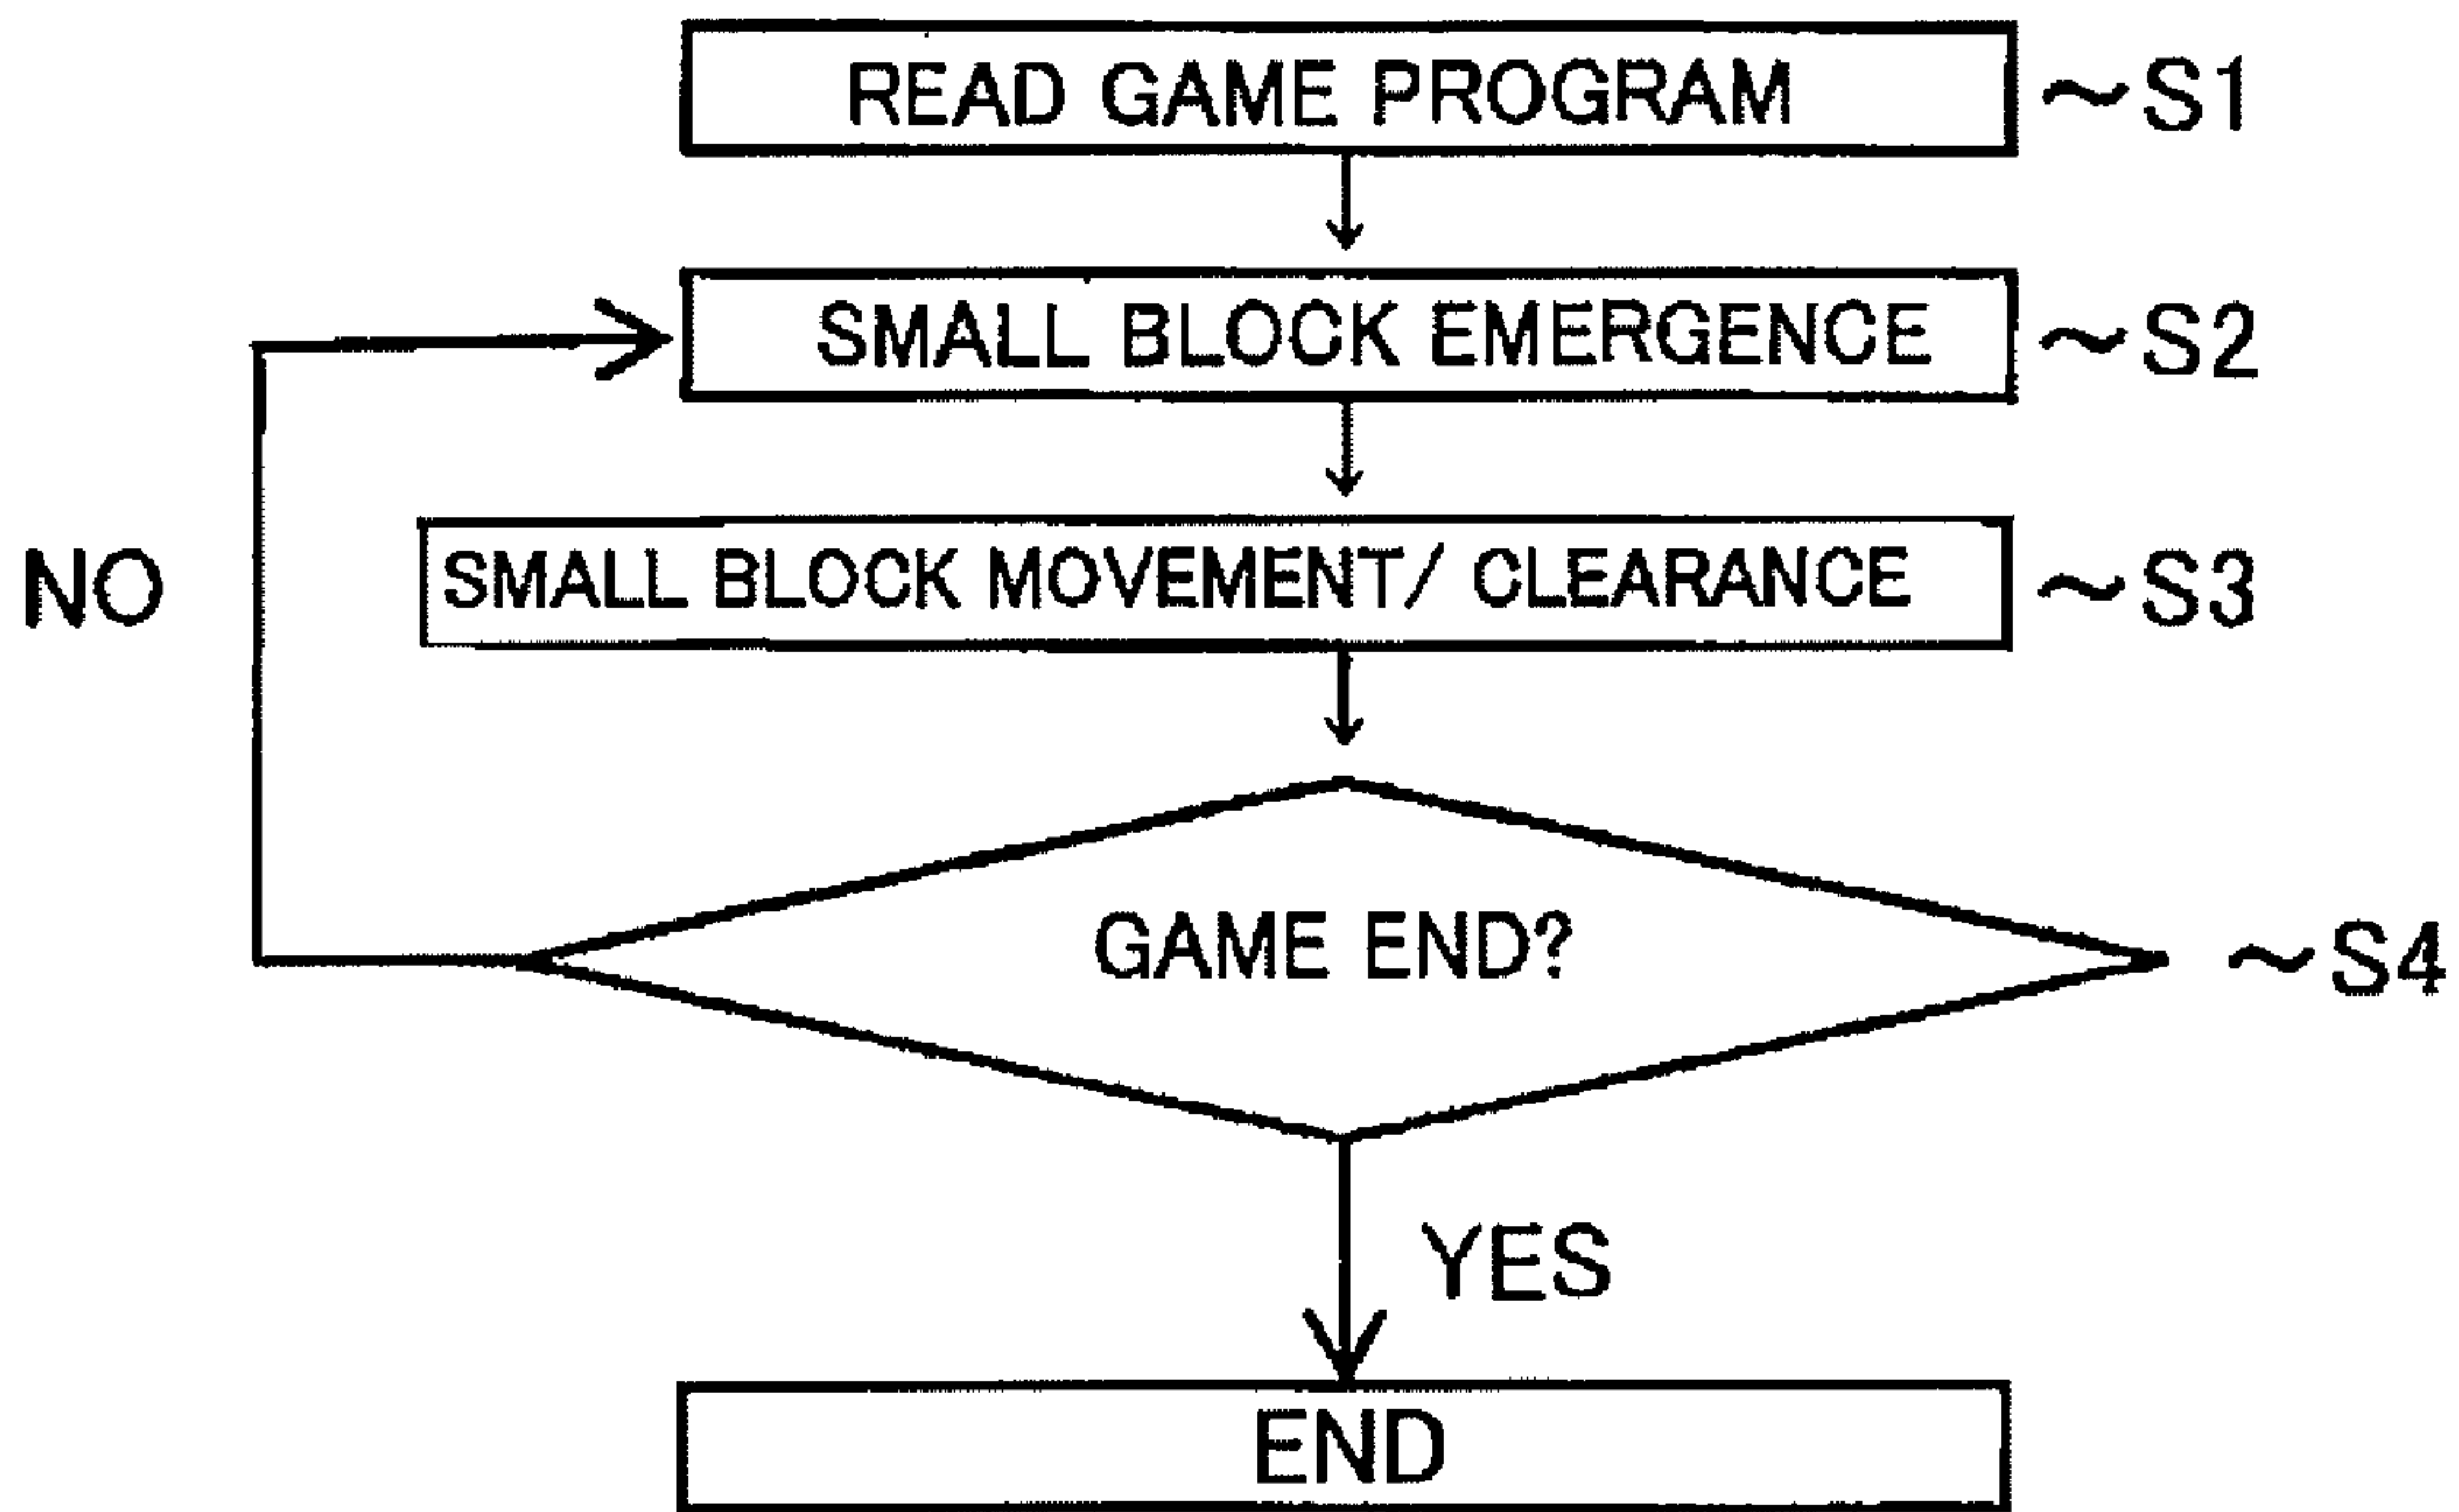 READ GAME PROGRAM ~S1
SMALL BLOCK EMERGENCE ~S2
NO
SMALL BLOCK MOVEMENT/ CLEARANCE ~S3
GAME END? ~S4
YES
END